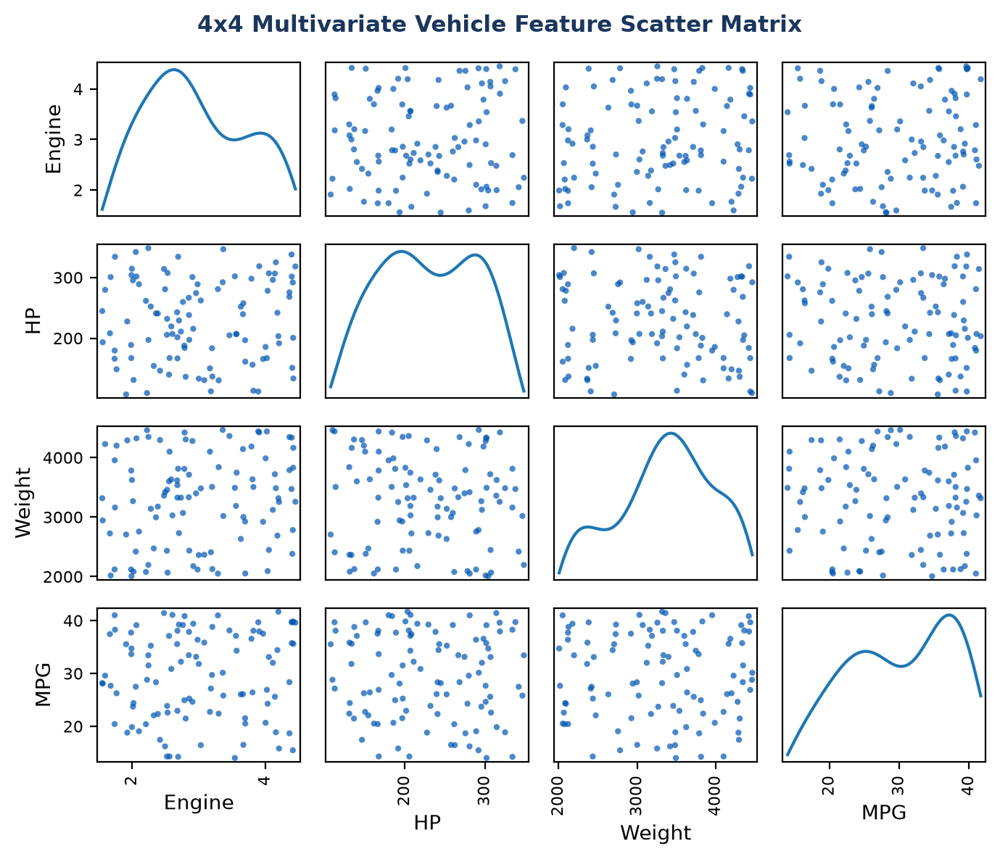 4x4 Multivariate Vehicle Feature Scatter Matrix
Engine
4
3
2
HP
300
200
Weight
4000
3000
2000
MPG
40
30
20
2 4
200 300
2000 3000 4000
20 30 40
Engine
HP
Weight
MPG